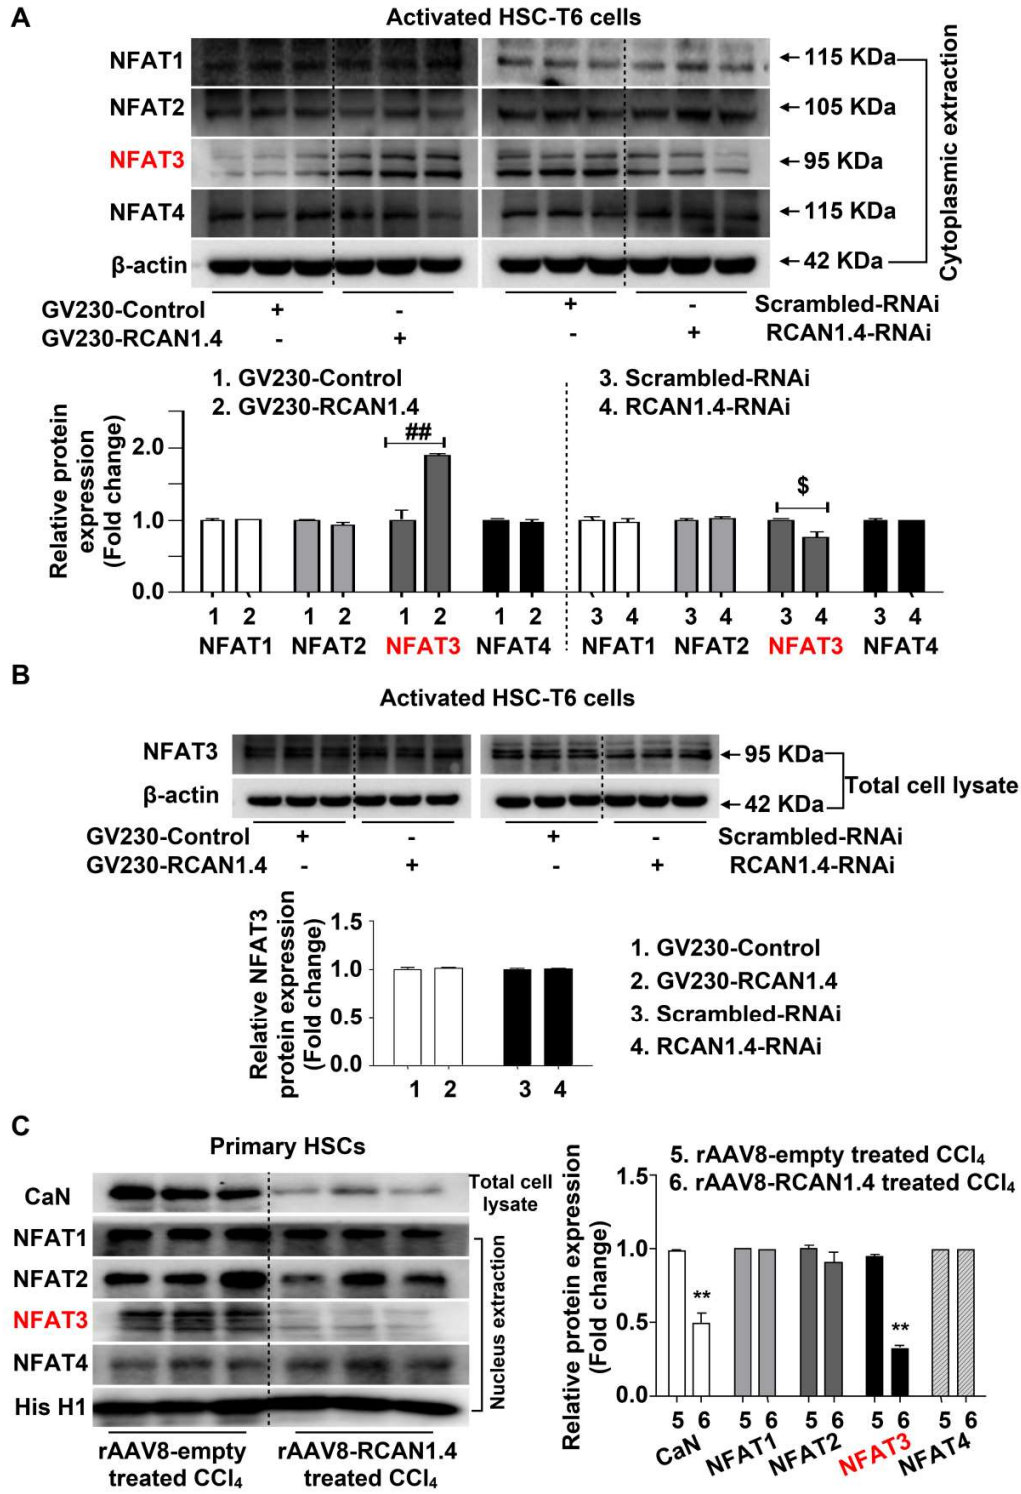 A
Activated HSC-T6 cells
NFAT1
115 KDa
NFAT2
105 KDa
NFAT3
95 KDa
NFAT4
115 KDa
β-actin
42 KDa
Cytoplasmic extraction
GV230-Control + - + - Scrambled-RNAi
GV230-RCAN1.4 - + - + RCAN1.4-RNAi
1. GV230-Control
2. GV230-RCAN1.4
3. Scrambled-RNAi
4. RCAN1.4-RNAi
Relative protein
expression
(Fold change)
2.0
1.0
0.0
##
$
1 2 1 2 1 2 1 2 3 4 3 4 3 4 3 4
NFAT1 NFAT2 NFAT3 NFAT4 NFAT1 NFAT2 NFAT3 NFAT4
B
Activated HSC-T6 cells
NFAT3
95 KDa
β-actin
42 KDa
Total cell lysate
GV230-Control + - + - Scrambled-RNAi
GV230-RCAN1.4 - + - + RCAN1.4-RNAi
Relative NFAT3
protein expression
(Fold change)
1.5
1.0
0.5
0.0
1 2 3 4
1. GV230-Control
2. GV230-RCAN1.4
3. Scrambled-RNAi
4. RCAN1.4-RNAi
C
Primary HSCs
CaN
Total cell
lysate
NFAT1
NFAT2
NFAT3
NFAT4
His H1
Nucleus extraction
rAAV8-empty
treated CCl₄
rAAV8-RCAN1.4
treated CCl₄
5. rAAV8-empty treated CCl₄
6. rAAV8-RCAN1.4 treated CCl₄
Relative protein expression
(Fold change)
1.5
1.0
0.5
0.0
**
**
5 6 5 6 5 6 5 6 5 6
CaN NFAT1 NFAT2 NFAT3 NFAT4